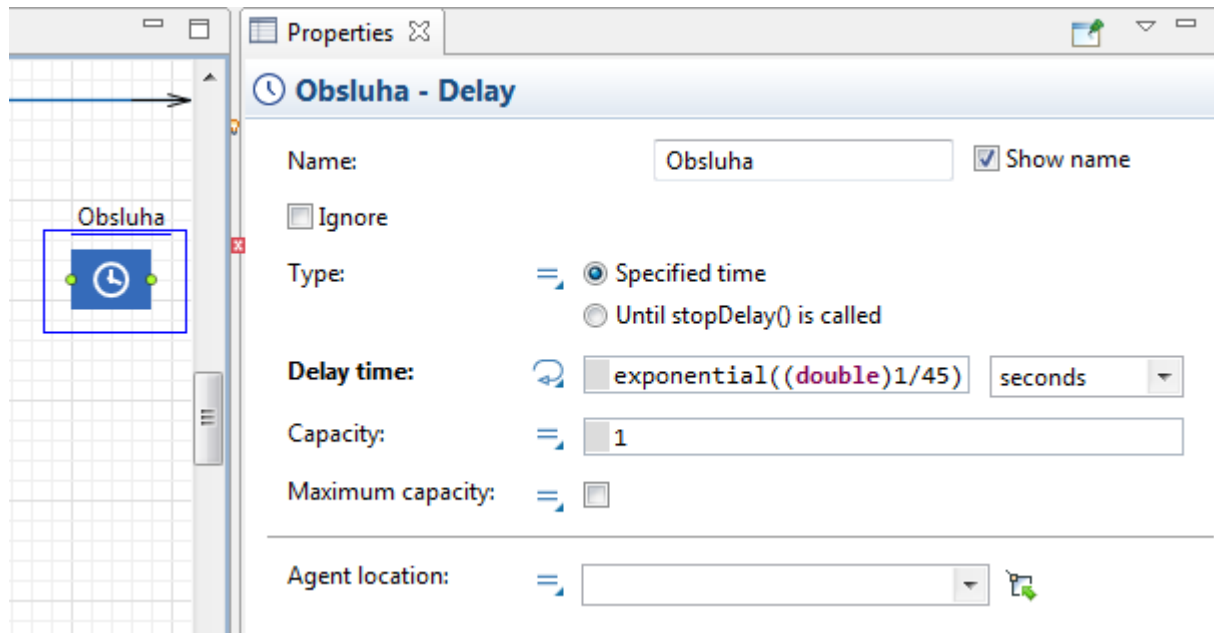 Properties
Obsluha - Delay
Name: Obsluha Show name
Obsluha
Ignore
Type: Specified time
Until stopDelay() is called
Delay time: exponential((double)1/45) seconds
Capacity: 1
Maximum capacity:
Agent location: